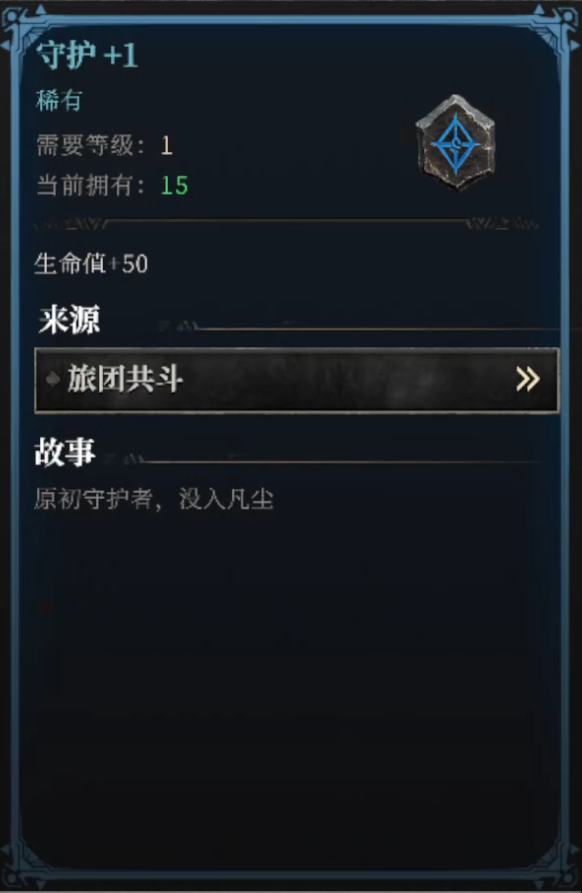 守护 +1
稀有
需要等级：1
当前拥有：15
生命值+50
来源
旅团共斗
故事
原初守护者，没入凡尘